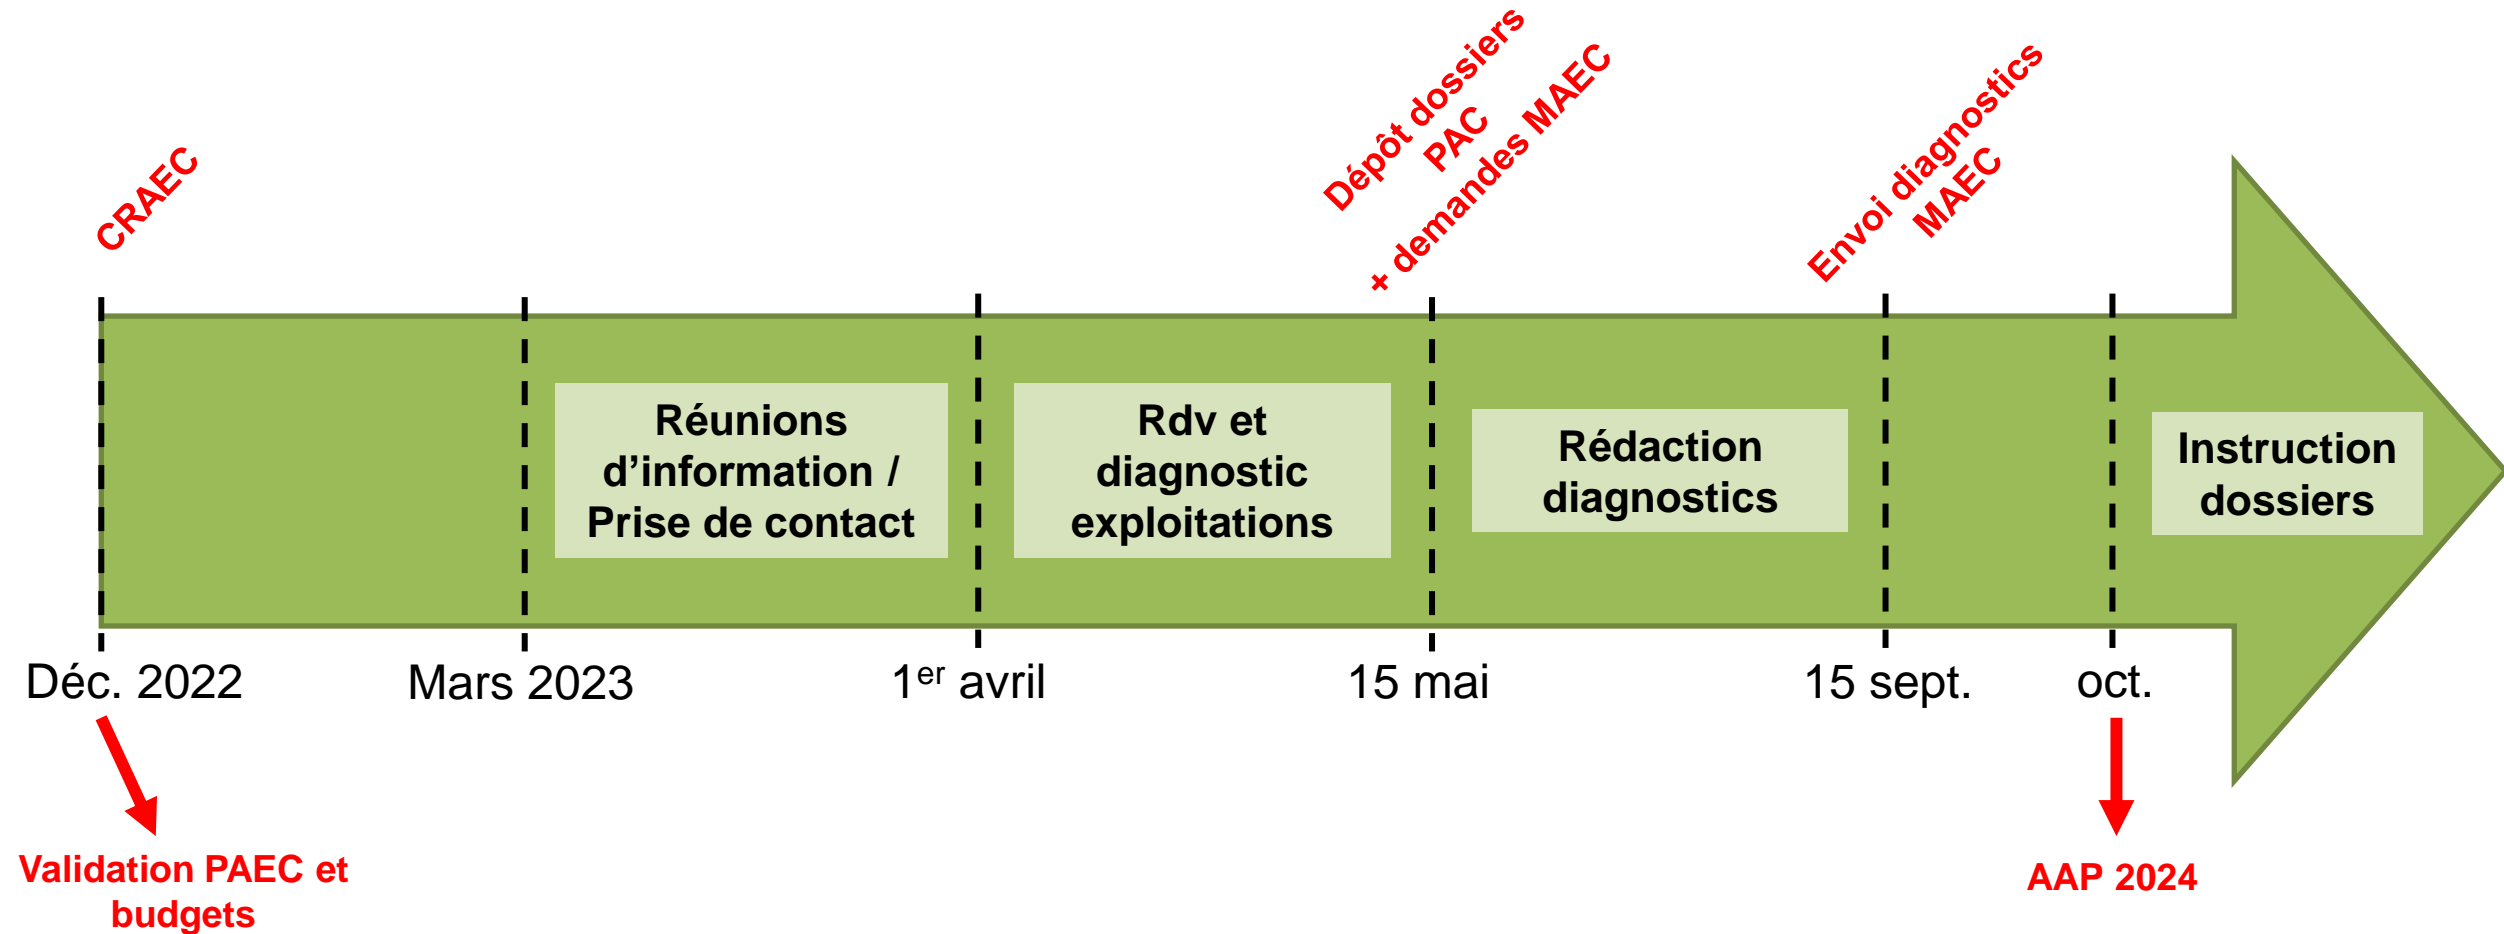 CRAEC
Dépôt dossiers
PAC
+ demandes MAEC
Envoi diagnostics
MAEC
Réunions
d’information /
Prise de contact
Rdv et
diagnostic
exploitations
Rédaction
diagnostics
Instruction
dossiers
Déc. 2022
Mars 2023
1er avril
15 mai
15 sept.
oct.
Validation PAEC et
budgets
AAP 2024